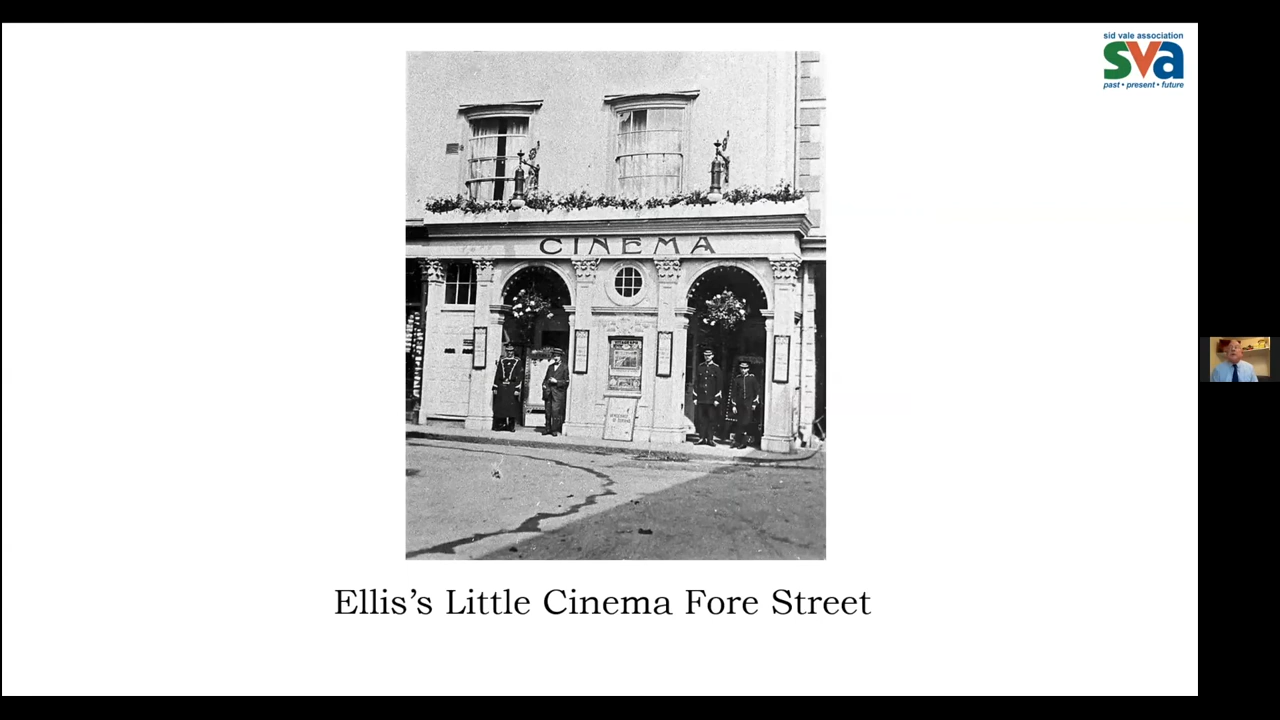 sid vale association
sva
past • present • future
CINEMA
Ellis's Little Cinema Fore Street